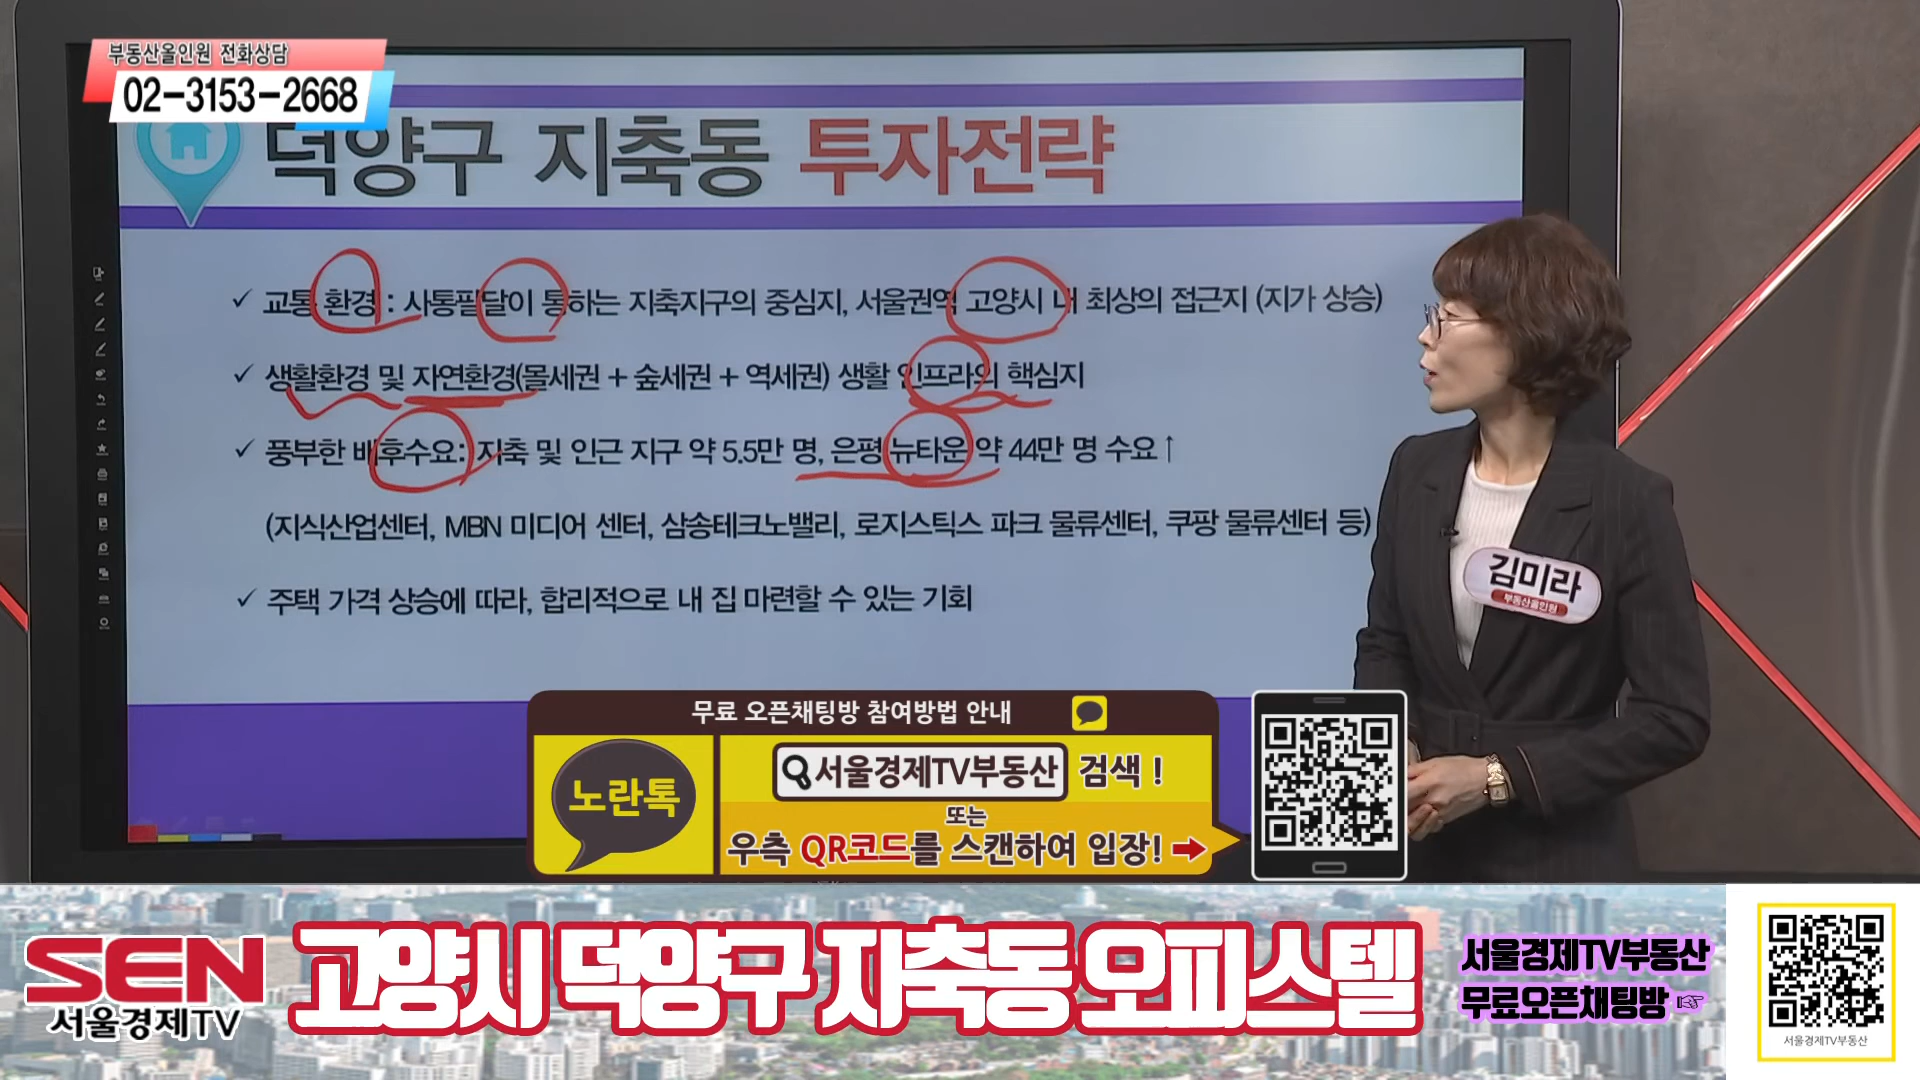 부동산올인원 전화상담
02-3153-2668
덕양구 지축동 투자전략
✓ 교통 환경 : 사통팔달이 통하는 지축지구의 중심지, 서울권역 고양시 내 최상의 접근지 (지가 상승)
✓ 생활환경 및 자연환경(몰세권 + 숲세권 + 역세권) 생활 인프라의 핵심지
✓ 풍부한 배후수요: 지축 및 인근 지구 약 5.5만 명, 은평 뉴타운 약 44만 명 수요↑
(지식산업센터, MBN 미디어 센터, 삼송테크노밸리, 로지스틱스 파크 물류센터, 쿠팡 물류센터 등)
✓ 주택 가격 상승에 따라, 합리적으로 내 집 마련할 수 있는 기회
김미라
부동산올인원
무료 오픈채팅방 참여방법 안내
노란톡
서울경제TV부동산 검색 !
또는
우측 QR코드를 스캔하여 입장!
SEN
서울경제TV
고양시 덕양구 지축동 오피스텔
서울경제TV부동산
무료오픈채팅방 ☞
서울경제TV부동산